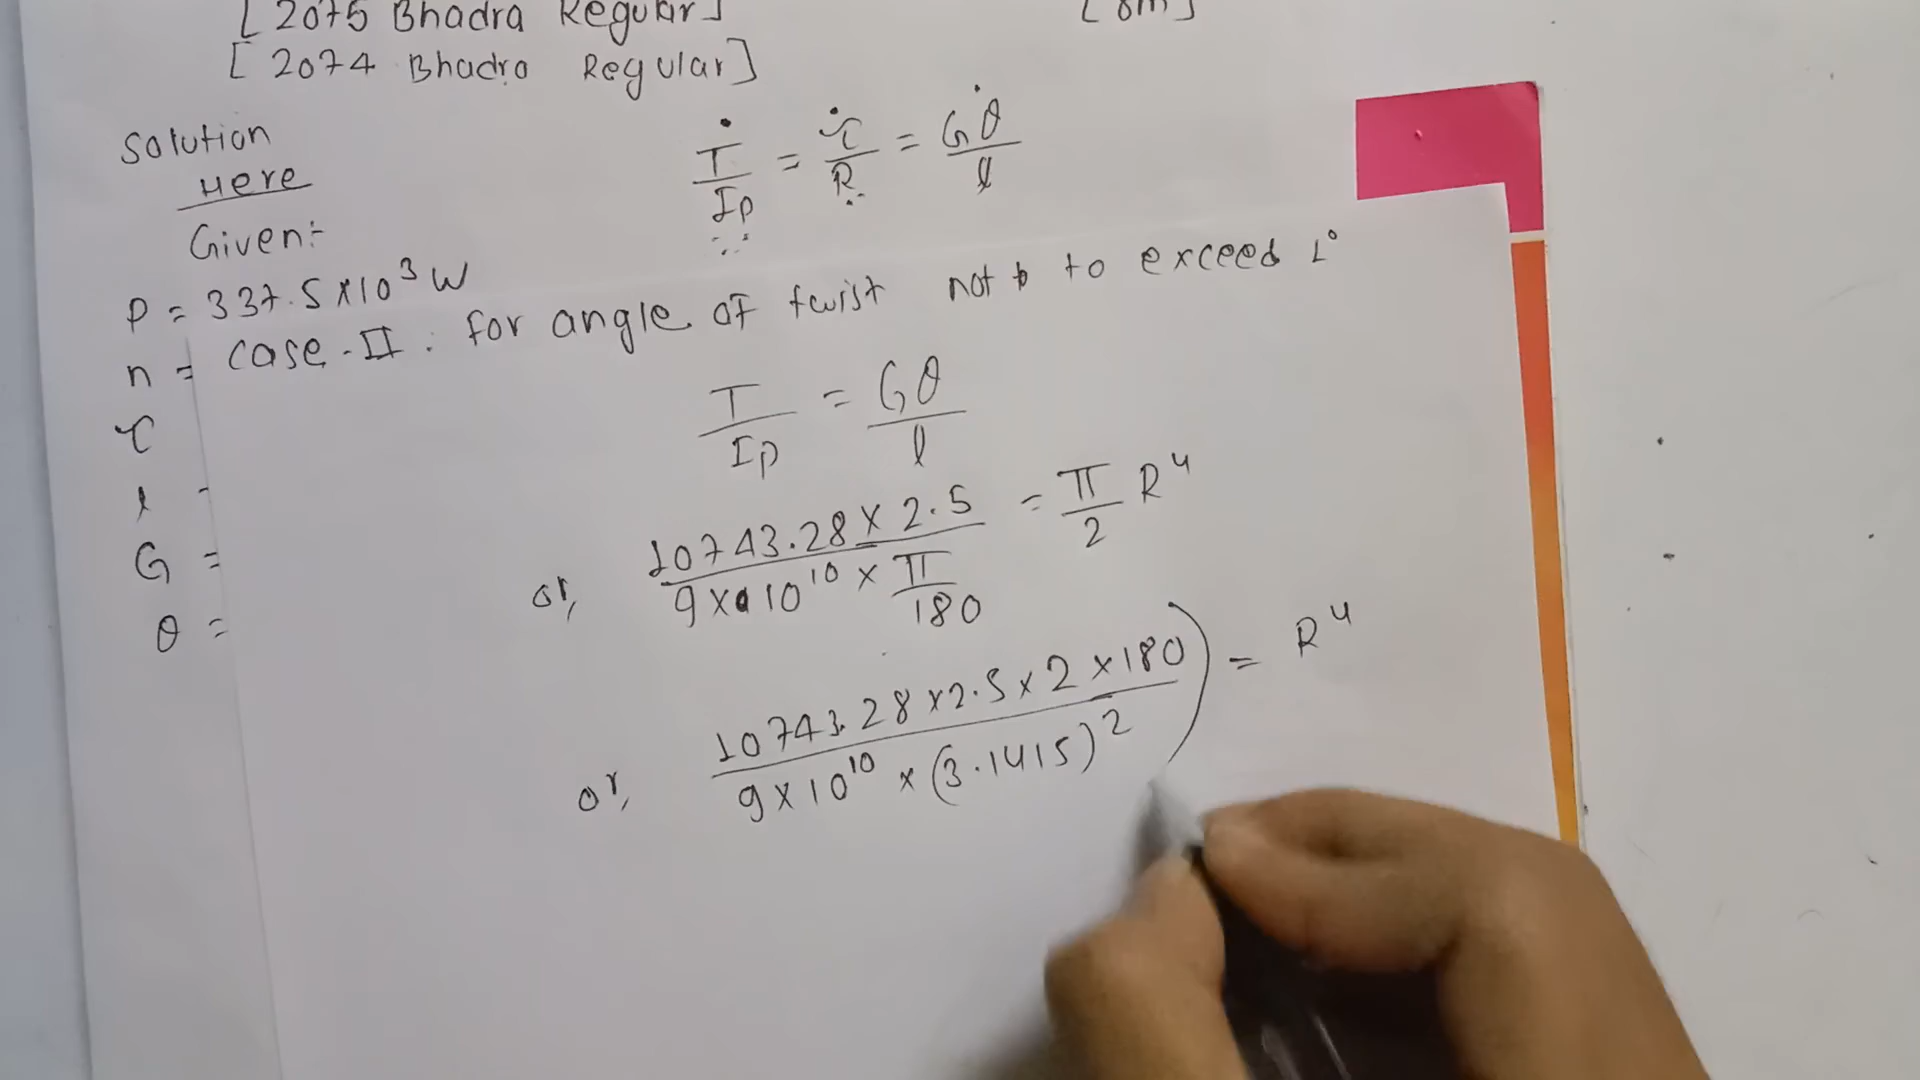 [2075 Bhadra Regular] [8m]
[2074 Bhadra Regular]
Solution
Here
T/Ip = τ/R = Gθ/l
Given:-
P = 337.5×10³ W
n =
case-II : for angle of twist not to exceed 1°
τ
T/Ip = Gθ/l
l -
G =
θ =
or, 10743.28 × 2.5 / 9×10¹⁰ × π/180 = π/2 R⁴
or, 10743.28 ×2.5 × 2 ×180 / 9×10¹⁰ × (3.1415)² ) = R⁴